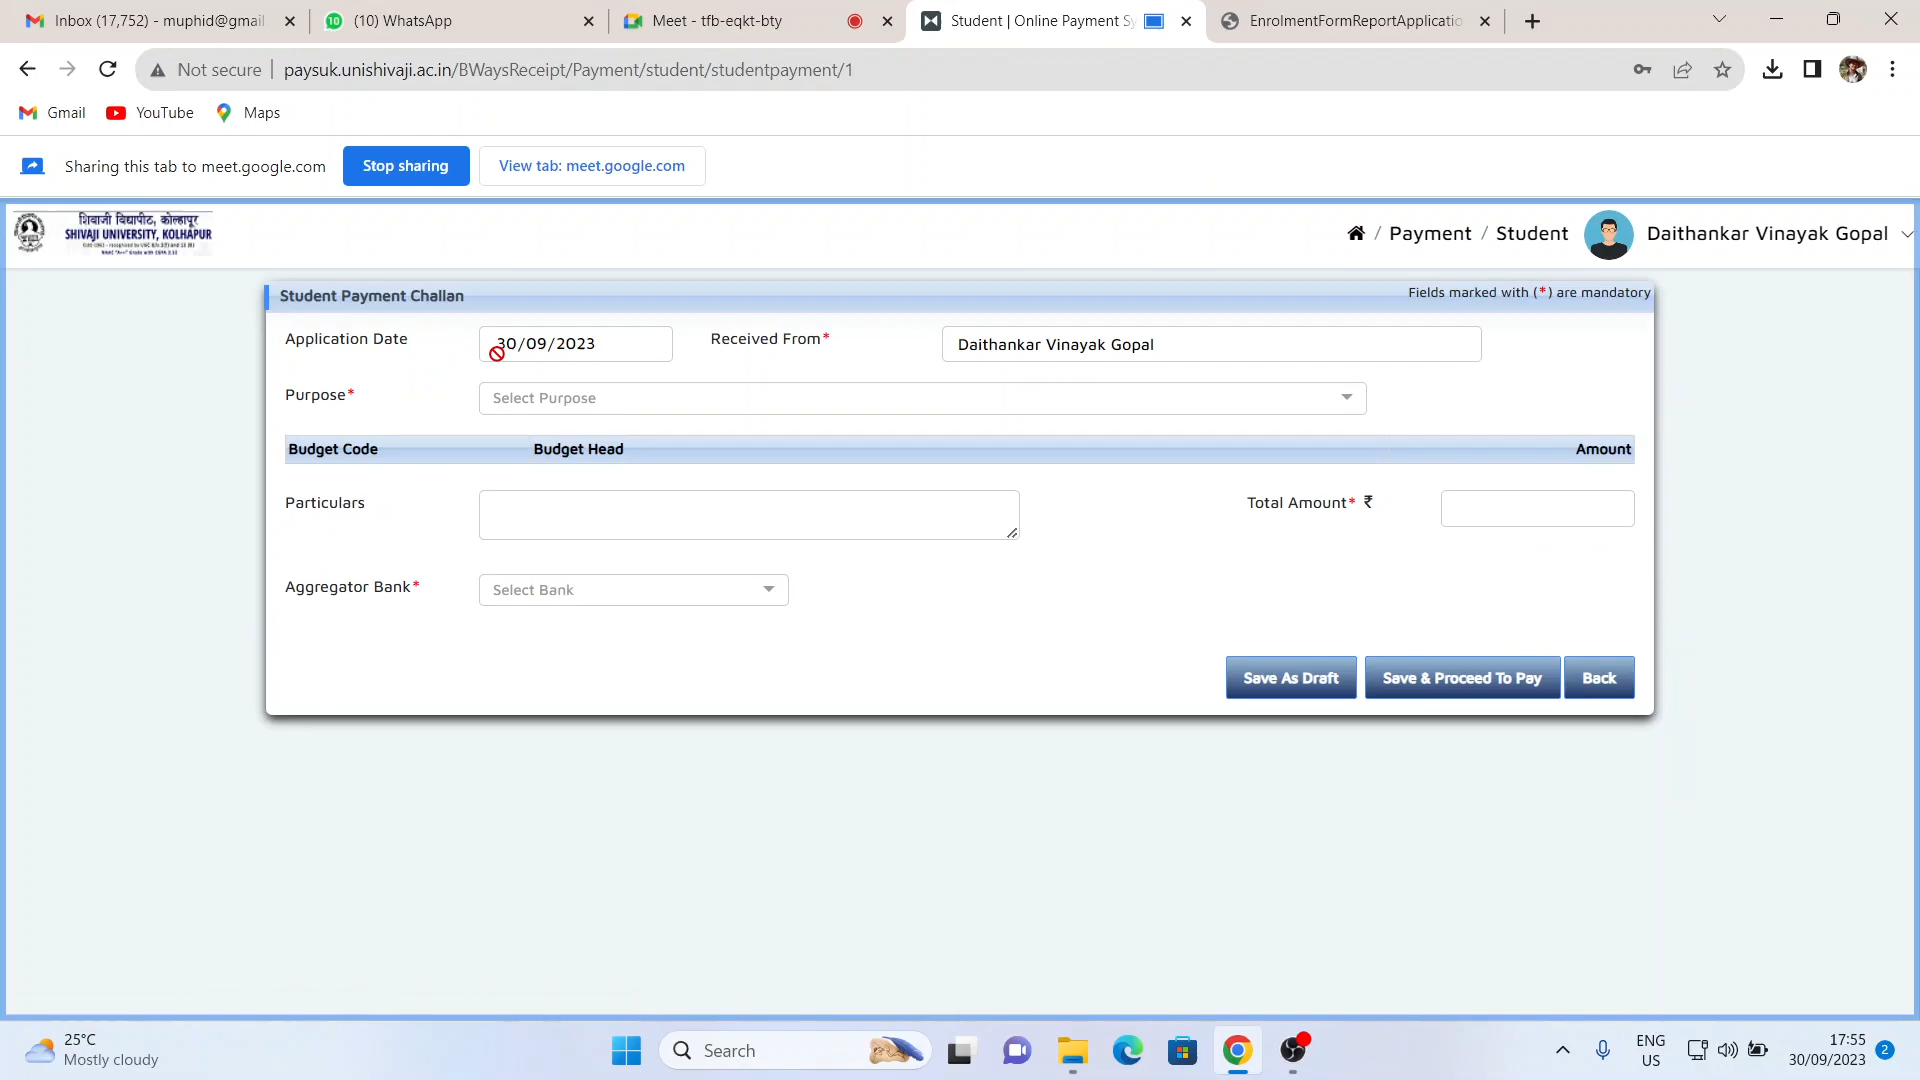 Inbox (17,752) - muphid@gmail
10
(10) WhatsApp
Meet - tfb-eqkt-bty
Student | Online Payment Sy
EnrolmentFormReportApplicatio
Not secure
paysuk.unishivaji.ac.in/BWaysReceipt/Payment/student/studentpayment/1
Gmail
YouTube
Maps
Sharing this tab to meet.google.com
Stop sharing
View tab: meet.google.com
शिवाजी विद्यापीठ, कोल्हापूर
SHIVAJI UNIVERSITY, KOLHAPUR
/ Payment / Student
Daithankar Vinayak Gopal
Student Payment Challan
Fields marked with (*) are mandatory
Application Date
30/09/2023
Received From*
Daithankar Vinayak Gopal
Purpose*
Select Purpose
Budget Code
Budget Head
Amount
Particulars
Total Amount* ₹
Aggregator Bank*
Select Bank
Save As Draft
Save & Proceed To Pay
Back
25°C
Mostly cloudy
Search
ENG
US
17:55
30/09/2023
2